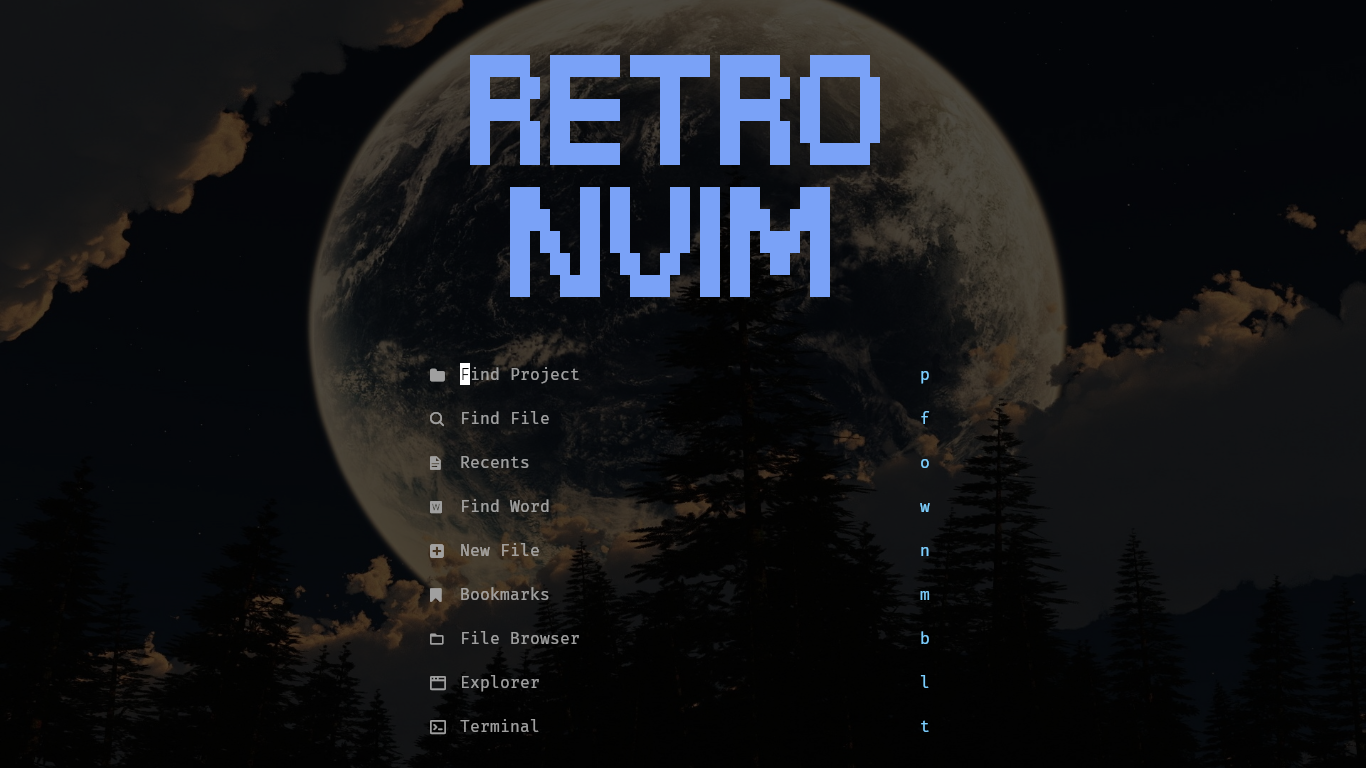 RETRO
NVIM
Find Project p
Find File f
Recents o
Find Word w
New File n
Bookmarks m
File Browser b
Explorer l
Terminal t